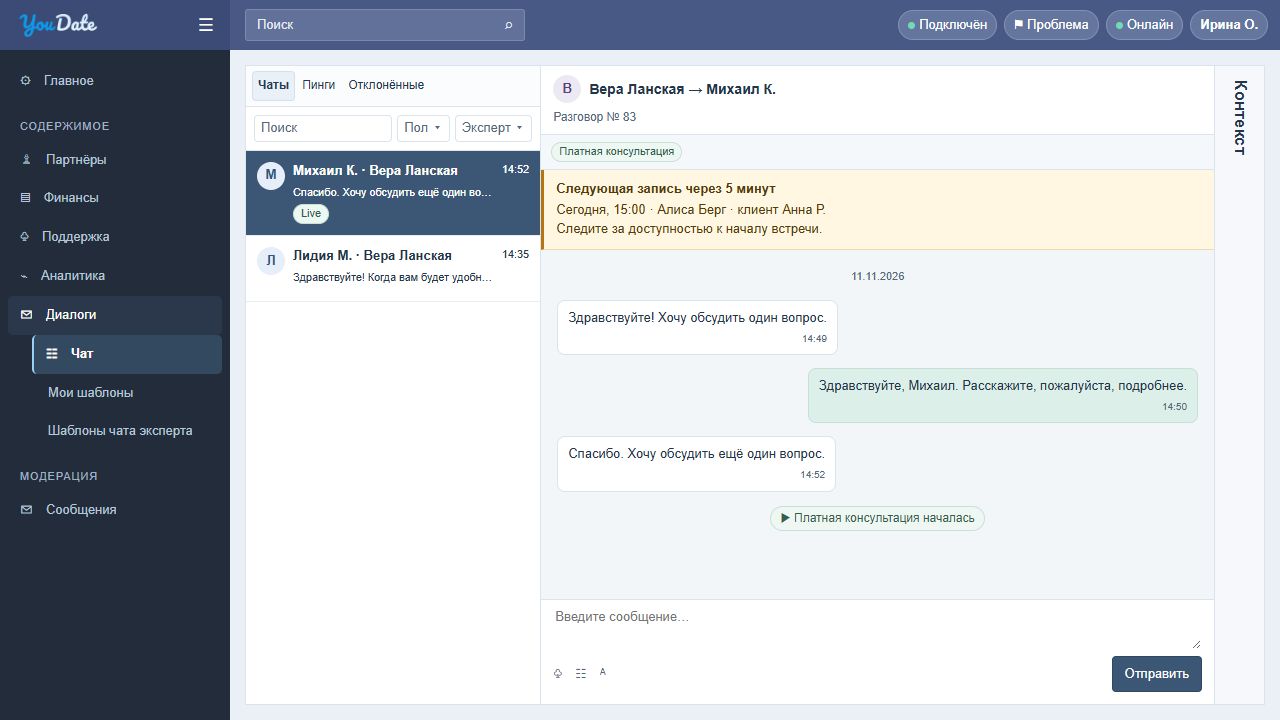 YouDate
Поиск
Подключён
Проблема
Онлайн
Ирина О.
Главное
СОДЕРЖИМОЕ
Партнёры
Финансы
Поддержка
Аналитика
Диалоги
Чат
Мои шаблоны
Шаблоны чата эксперта
МОДЕРАЦИЯ
Сообщения
Чаты Пинги Отклонённые
Поиск Пол Эксперт
Михаил К. · Вера Ланская 14:52
Спасибо. Хочу обсудить ещё один во…
Live
Лидия М. · Вера Ланская 14:35
Здравствуйте! Когда вам будет удобн…
В
Вера Ланская → Михаил К.
Разговор № 83
Платная консультация
Следующая запись через 5 минут
Сегодня, 15:00 · Алиса Берг · клиент Анна Р.
Следите за доступностью к началу встречи.
11.11.2026
Здравствуйте! Хочу обсудить один вопрос.
14:49
Здравствуйте, Михаил. Расскажите, пожалуйста, подробнее.
14:50
Спасибо. Хочу обсудить ещё один вопрос.
14:52
▶ Платная консультация началась
Введите сообщение…
A
Отправить
Контекст
М
Л